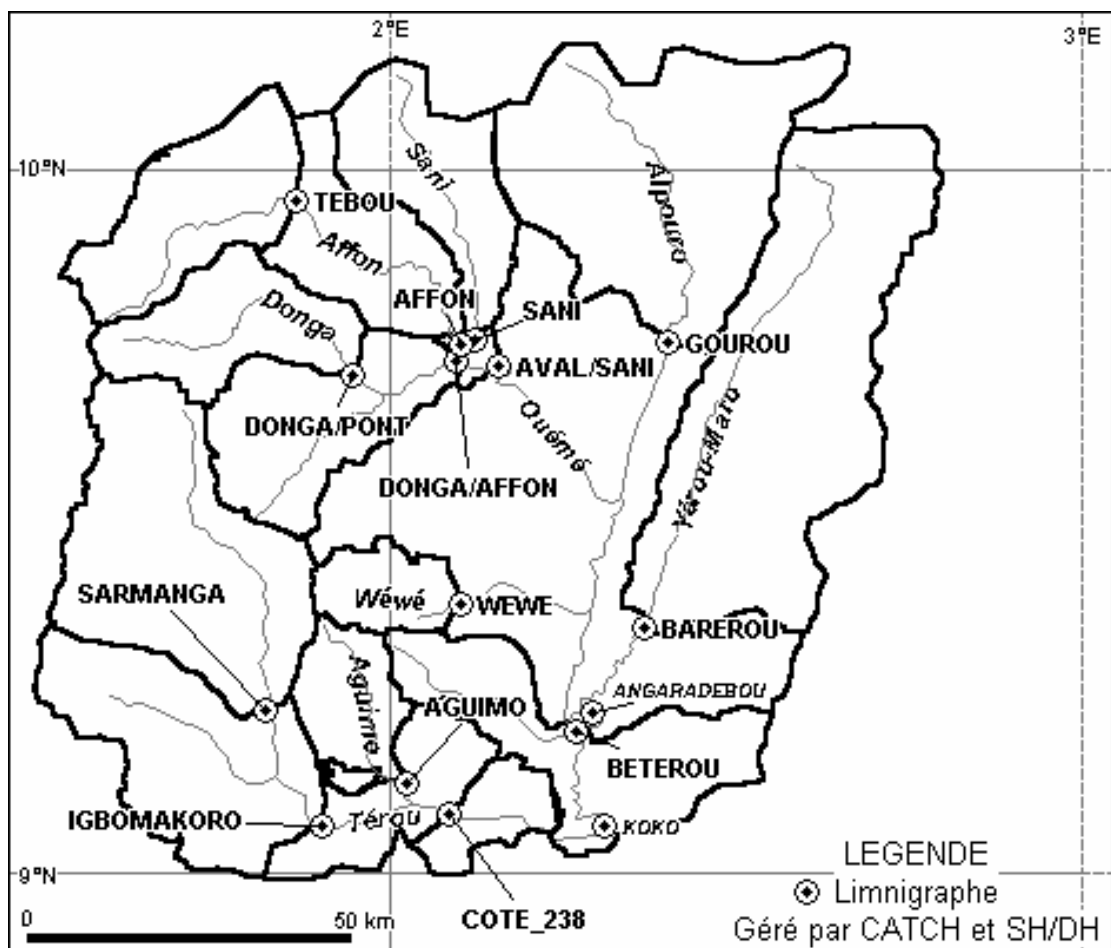 2°E
3°E
10°N
Sani
Alpouro
TEBOU
Affon
AFFON
SANI
Donga
GOUROU
AVAL/SANI
DONGA/PONT
Ouémé
Yérou-Maro
DONGA/AFFON
SARMANGA
Wéwé
WEWE
BAREROU
Aguimo
ANGARADEBOU
AGUIMO
BETEROU
IGBOMAKORO
Térou
KOKO
LEGENDE
9°N
Limnigraphe
0
50 km
COTE_238
Géré par CATCH et SH/DH